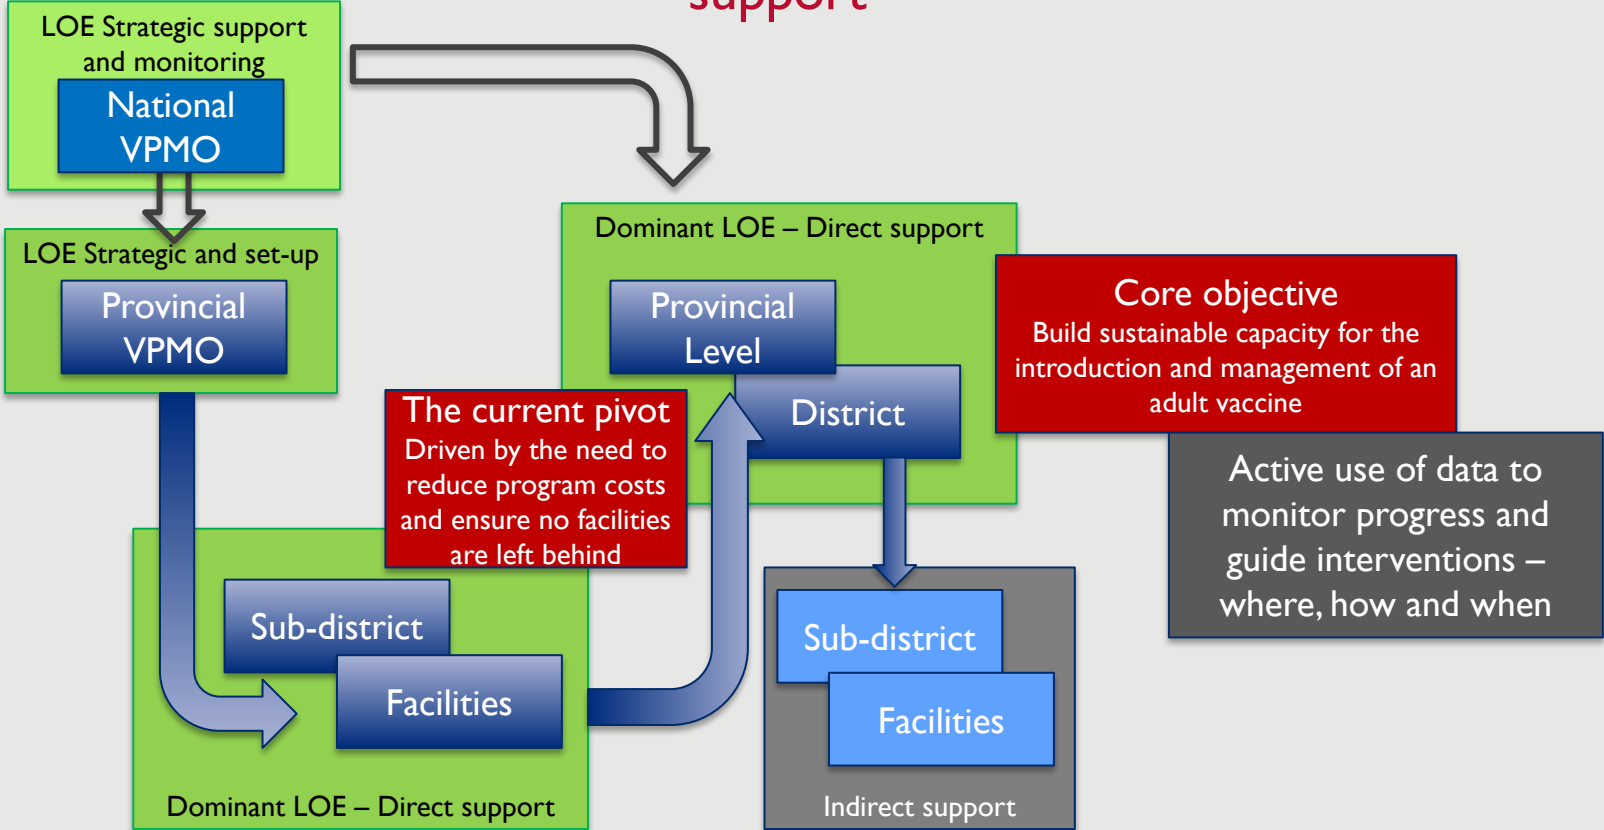 support
LOE Strategic support
and monitoring
National
VPMO
LOE Strategic and set-up
Provincial
VPMO
Dominant LOE – Direct support
Provincial
Level
District
Core objective
Build sustainable capacity for the
introduction and management of an
adult vaccine
The current pivot
Driven by the need to
reduce program costs
and ensure no facilities
are left behind
Active use of data to
monitor progress and
guide interventions –
where, how and when
Sub-district
Facilities
Dominant LOE – Direct support
Sub-district
Facilities
Indirect support